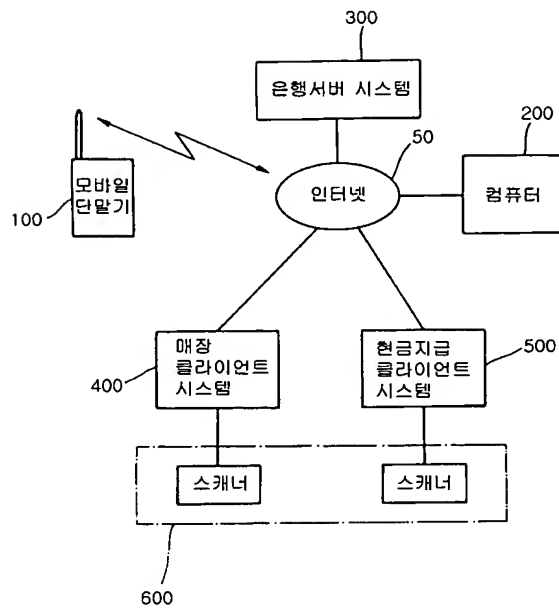 300
은행서버 시스템
50
200
모바일
단말기
인터넷
컴퓨터
100
매장
클라이언트
시스템
현금지급
클라이언트
시스템
400
500
스캐너
스캐너
600